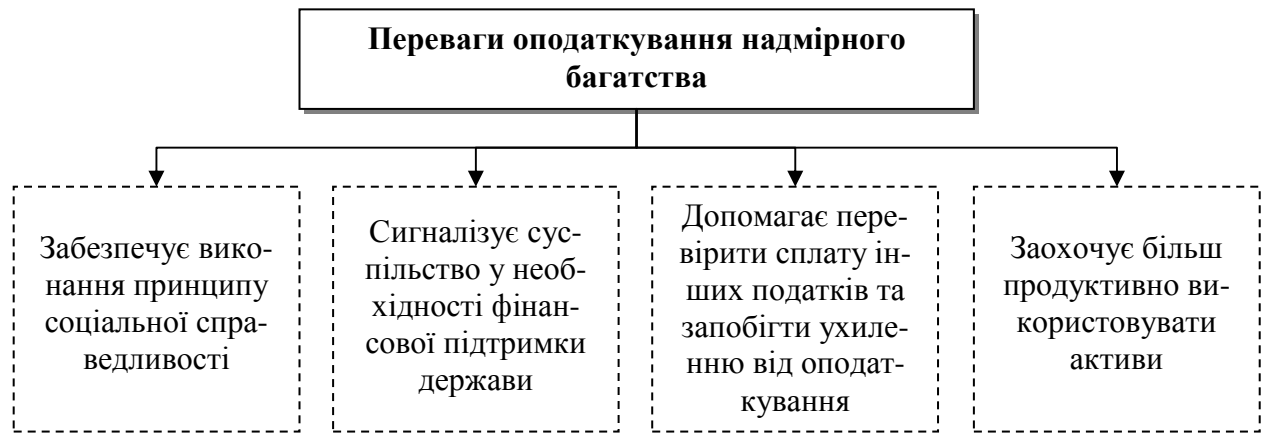 Переваги оподаткування надмірного
багатства
Забезпечує вико-
нання принципу
соціальної спра-
ведливості
Сигналізує сус-
пільство у необ-
хідності фінан-
сової підтримки
держави
Допомагає пере-
вірити сплату ін-
ших податків та
запобігти ухиле-
нню від оподат-
кування
Заохочує більш
продуктивно ви-
користовувати
активи